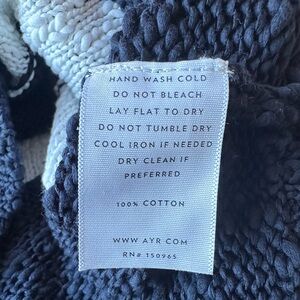 HAND WASH COLD
DO NOT BLEACH
LAY FLAT TO DRY
DO NOT TUMBLE DRY
COOL IRON IF NEEDED
DRY CLEAN IF
PREFERRED
100% COTTON
WWW AYR COM
RN# 150965